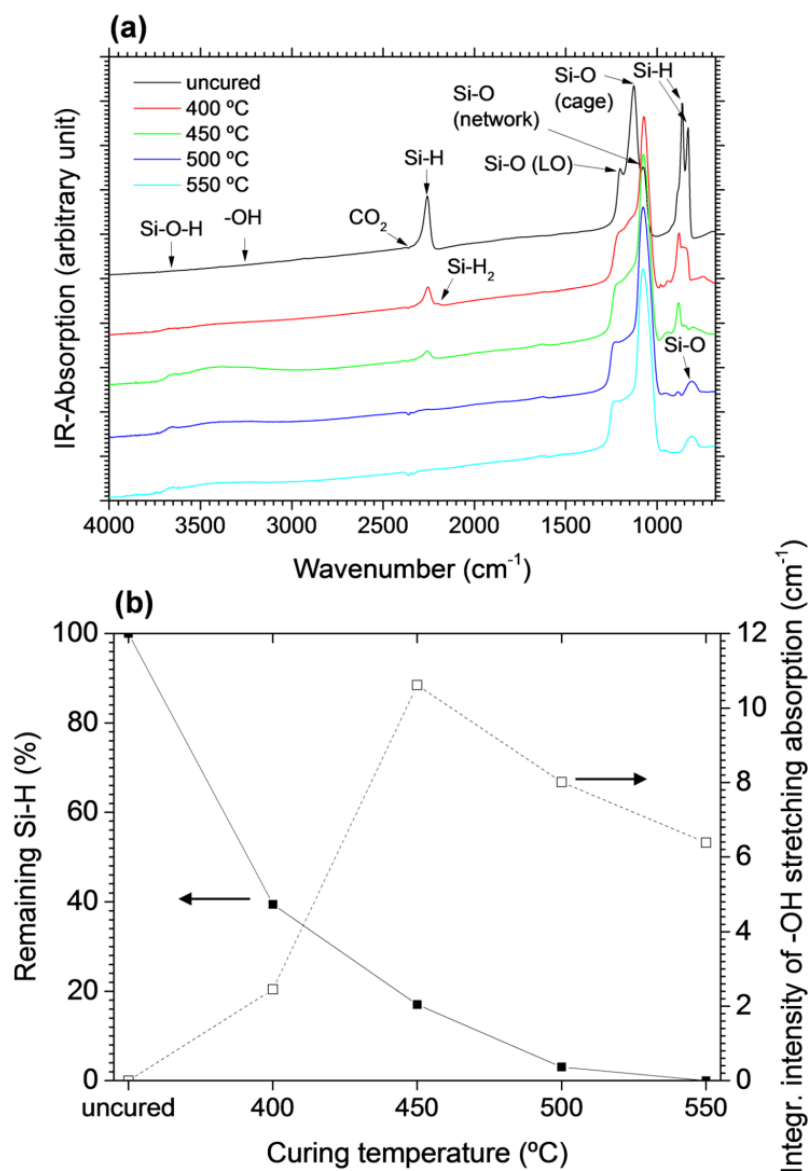 (a)
uncured
400 ºC
450 ºC
500 ºC
550 ºC
Si-O-H
-OH
CO2
Si-H
Si-H2
Si-O
(network)
Si-O (LO)
Si-O
(cage)
Si-H
Si-O
IR-Absorption (arbitrary unit)
4000 3500 3000 2500 2000 1500 1000
Wavenumber (cm-1)
(b)
100
80
60
40
20
0
Remaining Si-H (%)
12
10
8
6
4
2
0
Integr. intensity of -OH stretching absorption (cm-1)
uncured 400 450 500 550
Curing temperature (ºC)